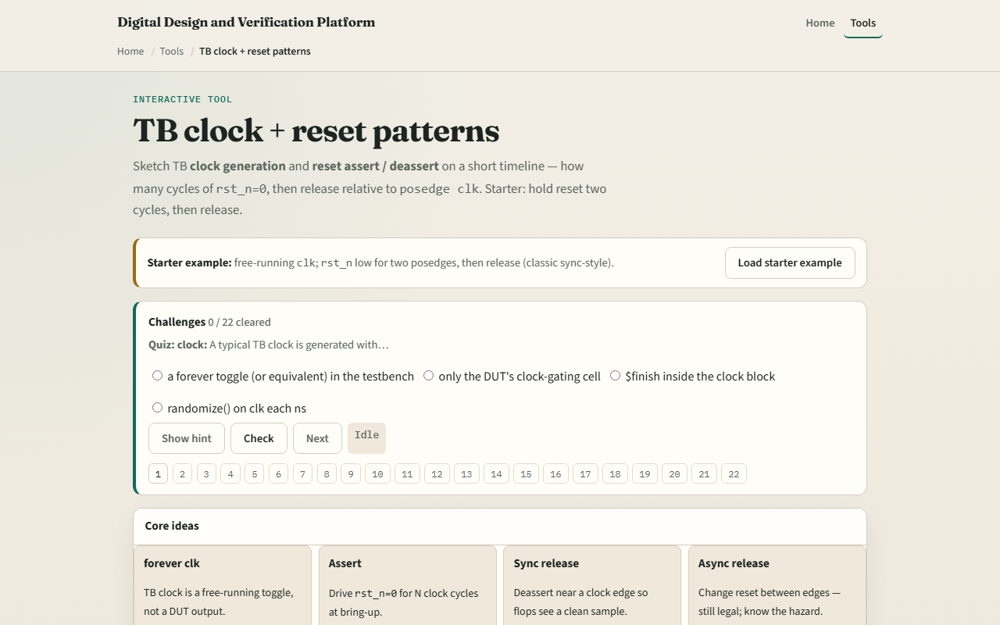 Digital Design and Verification Platform
Home
Tools
Home / Tools / TB clock + reset patterns
INTERACTIVE TOOL
TB clock + reset patterns
Sketch TB clock generation and reset assert / deassert on a short timeline — how
many cycles of rst_n=0, then release relative to posedge clk. Starter: hold reset two
cycles, then release.
Starter example: free-running clk; rst_n low for two posedges, then release (classic sync-style).
Load starter example
Challenges 0 / 22 cleared
Quiz: clock: A typical TB clock is generated with…
a forever toggle (or equivalent) in the testbench
only the DUT's clock-gating cell
$finish inside the clock block
randomize() on clk each ns
Show hint
Check
Next
Idle
1 2 3 4 5 6 7 8 9 10 11 12 13 14 15 16 17 18 19 20 21 22
Core ideas
forever clk
TB clock is a free-running toggle,
not a DUT output.
Assert
Drive rst_n=0 for N clock cycles
at bring-up.
Sync release
Deassert near a clock edge so
flops see a clean sample.
Async release
Change reset between edges —
still legal; know the hazard.